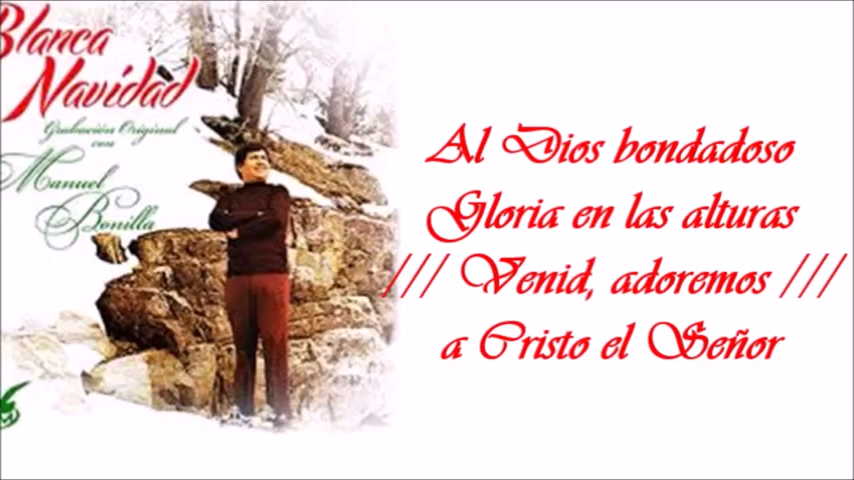 Blanca
Navidad
Grabación Original
con
Manuel
Bonilla
Al Dios bondadoso
Gloria en las alturas
/// Venid, adoremos ///
a Cristo el Señor